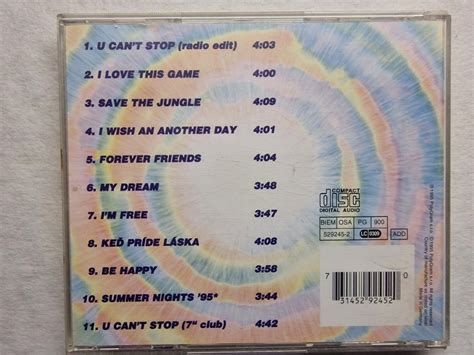 1. U CAN'T STOP (radio edit) 4:03
2. I LOVE THIS GAME 4:00
3. SAVE THE JUNGLE 4:09
4. I WISH AN ANOTHER DAY 4:01
5. FOREVER FRIENDS 4:04
6. MY DREAM 3:48
7. I'M FREE 3:47
8. KEĎ PRÍDE LÁSKA 4:08
9. BE HAPPY 3:58
10. SUMMER NIGHTS '95* 3:44
11. U CAN'T STOP (7" club) 4:42
COMPACT
disc
DIGITAL AUDIO
BIEM OSA PG 900
529245-2 LC 0309 ADD
7 31452 92452 0